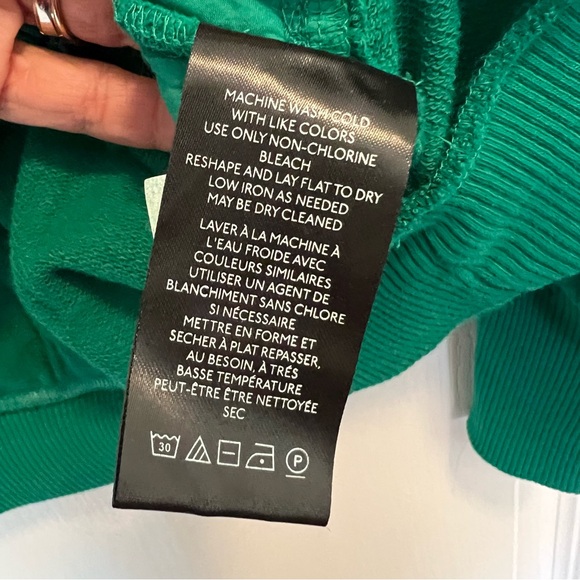 MACHINE WASH COLD
WITH LIKE COLORS
USE ONLY NON-CHLORINE
BLEACH
RESHAPE AND LAY FLAT TO DRY
LOW IRON AS NEEDED
MAY BE DRY CLEANED
LAVER À LA MACHINE À
L'EAU FROIDE AVEC
COULEURS SIMILAIRES
UTILISER UN AGENT DE
BLANCHIMENT SANS CHLORE
SI NÉCESSAIRE
METTRE EN FORME ET
SÉCHER À PLAT REPASSER,
AU BESOIN, À TRÉS
BASSE TEMPÉRATURE
PEUT-ÊTRE ÊTRE NETTOYÉE
SEC
30 P